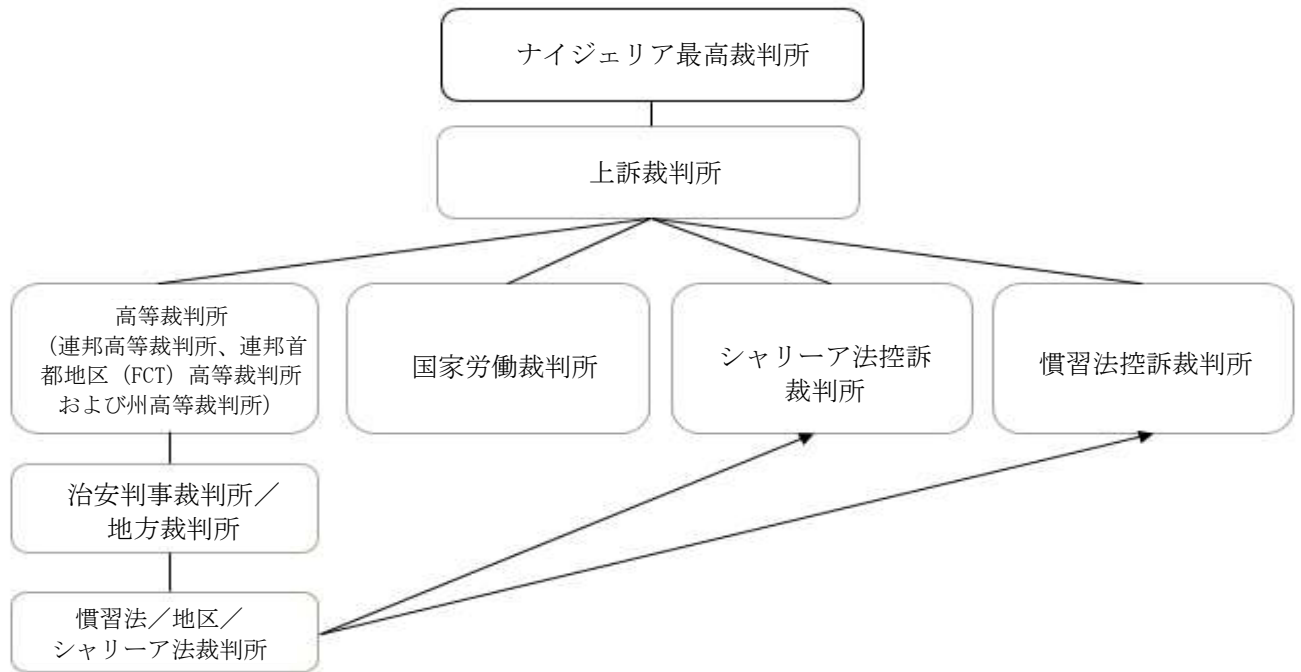 ナイジェリア最高裁判所
上訴裁判所
高等裁判所
（連邦高等裁判所、連邦首
都地区（FCT）高等裁判所
および州高等裁判所）
国家労働裁判所
シャリーア法控訴
裁判所
慣習法控訴裁判所
治安判事裁判所／
地方裁判所
慣習法／地区／
シャリーア法裁判所